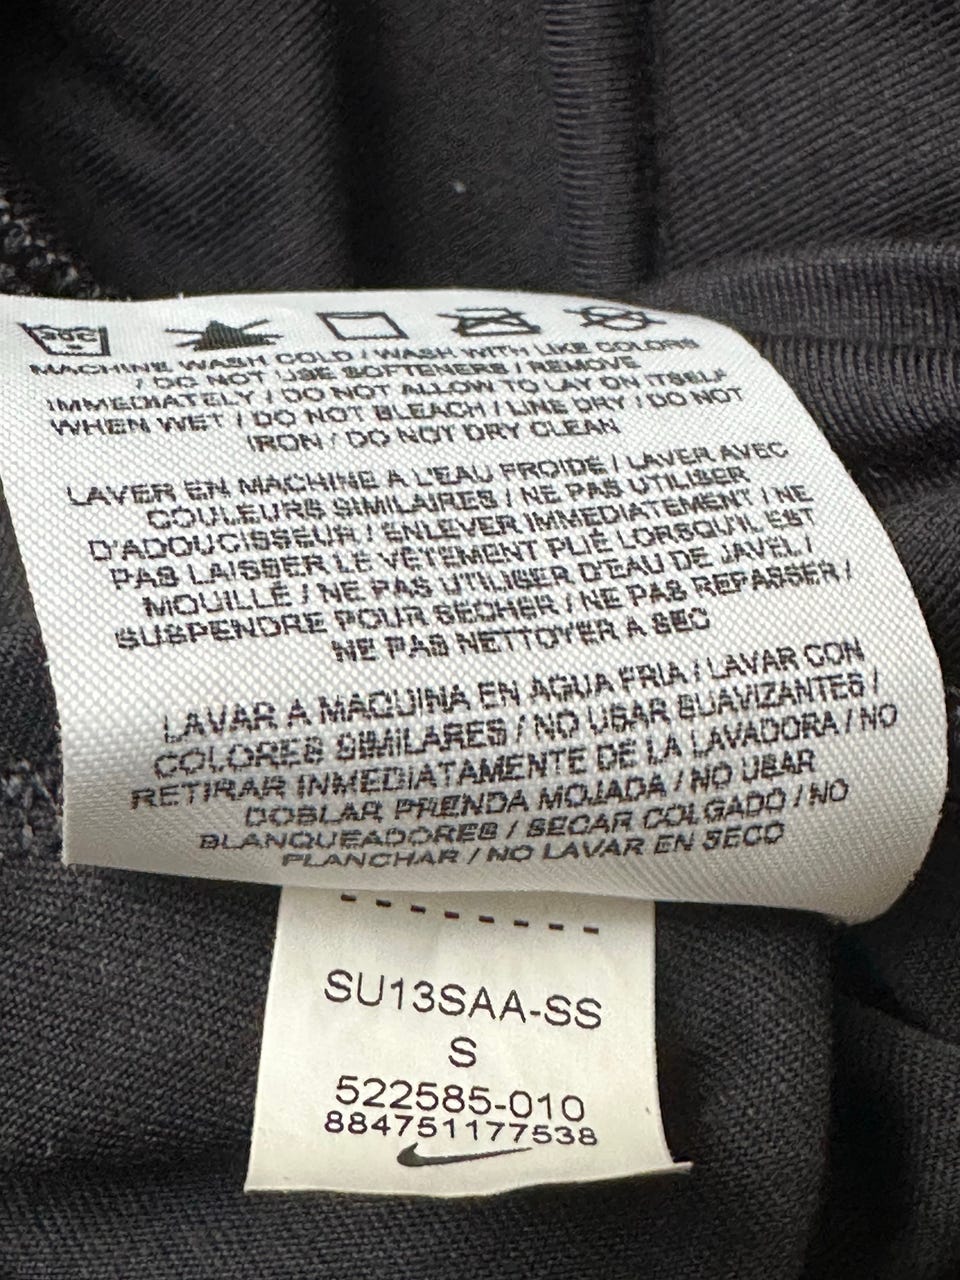 30C
MACHINE WASH COLD / WASH WITH LIKE COLORS
/ DO NOT USE SOFTENERS / REMOVE
IMMEDIATELY / DO NOT ALLOW TO LAY ON ITSELF
WHEN WET / DO NOT BLEACH / LINE DRY / DO NOT
IRON / DO NOT DRY CLEAN
LAVER EN MACHINE A L'EAU FROIDE / LAVER AVEC
COULEURS SIMILAIRES / NE PAS UTILISER
D'ADOUCISSEUR / ENLEVER IMMEDIATEMENT / NE
PAS LAISSER LE VETEMENT PLIÉ LORSQU'IL EST
MOUILLÉ / NE PAS UTILISER D'EAU DE JAVEL /
SUSPENDRE POUR SECHER / NE PAS REPASSER /
NE PAS NETTOYER A SEC
LAVAR A MAQUINA EN AGUA FRIA / LAVAR CON
COLORES SIMILARES / NO USAR SUAVIZANTES /
RETIRAR INMEDIATAMENTE DE LA LAVADORA / NO
DOBLAR PRENDA MOJADA / NO USAR
BLANQUEADORES / SECAR COLGADO / NO
PLANCHAR / NO LAVAR EN SECO
SU13SAA-SS
S
522585-010
884751177538